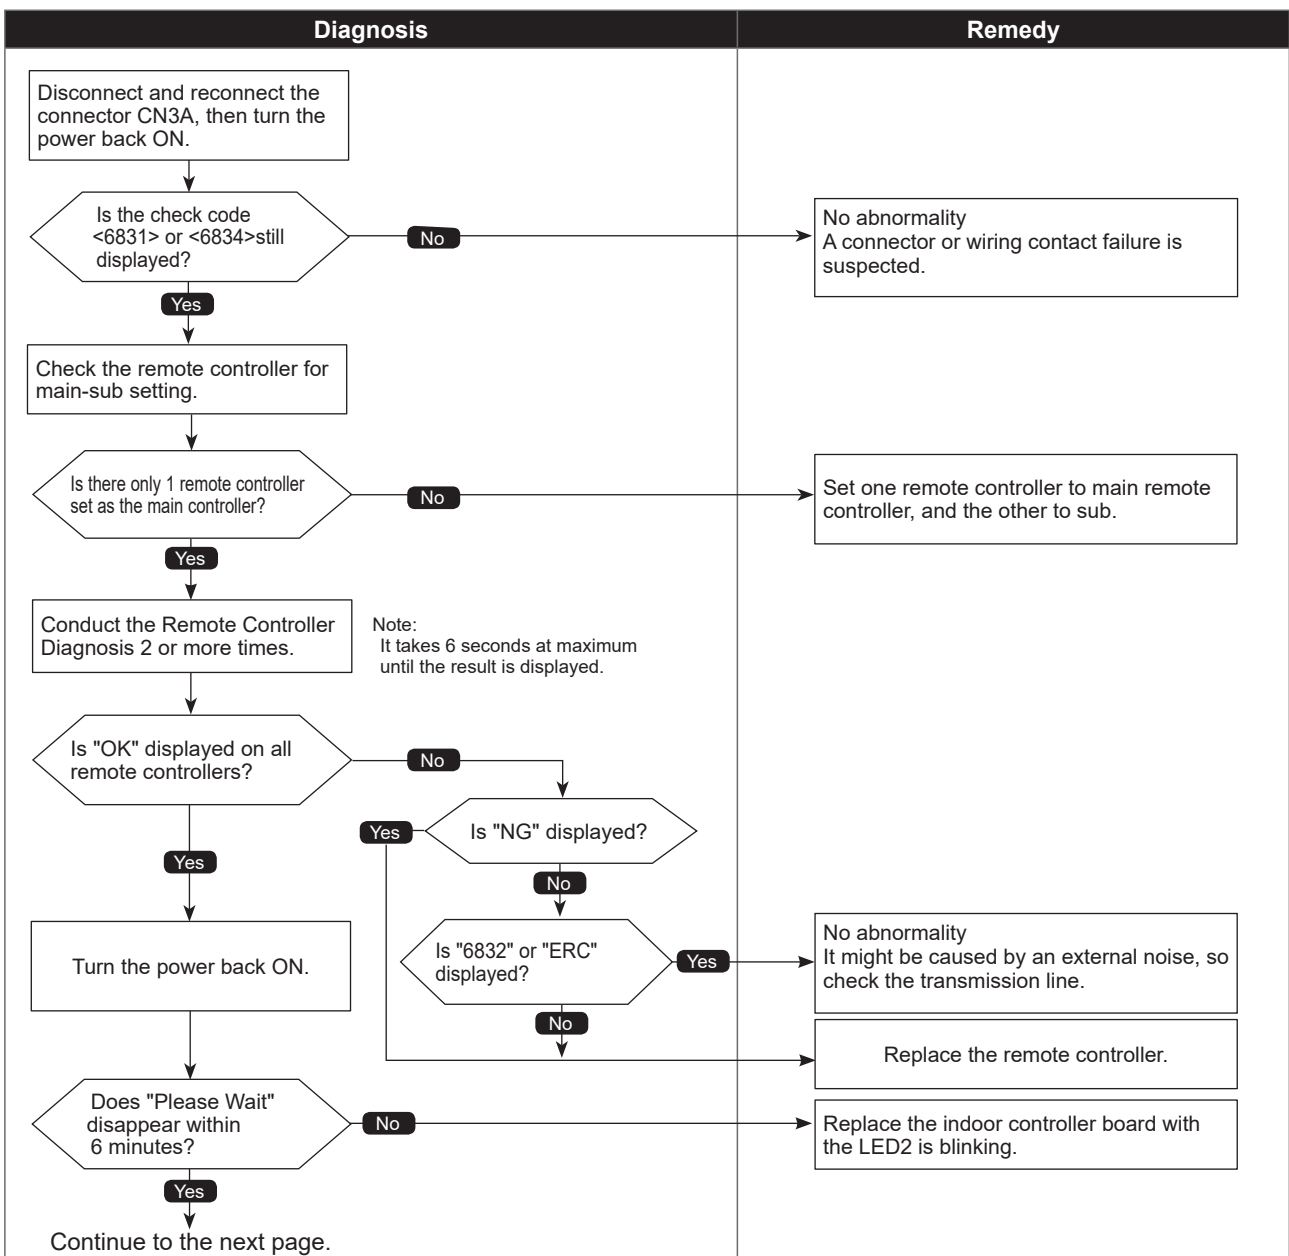 Diagnosis
Remedy
Disconnect and reconnect the
connector CN3A, then turn the
power back ON.
Is the check code
<6831> or <6834>still
displayed?
No
No abnormality
A connector or wiring contact failure is
suspected.
Yes
Check the remote controller for
main-sub setting.
Is there only 1 remote controller
set as the main controller?
No
Set one remote controller to main remote
controller, and the other to sub.
Yes
Conduct the Remote Controller
Diagnosis 2 or more times.
Note:
It takes 6 seconds at maximum
until the result is displayed.
Is "OK" displayed on all
remote controllers?
No
Is "NG" displayed?
Yes
No
Yes
Is "6832" or "ERC"
displayed?
Yes
No abnormality
It might be caused by an external noise, so
check the transmission line.
No
Replace the remote controller.
Turn the power back ON.
Does "Please Wait"
disappear within
6 minutes?
No
Replace the indoor controller board with
the LED2 is blinking.
Yes
Continue to the next page.